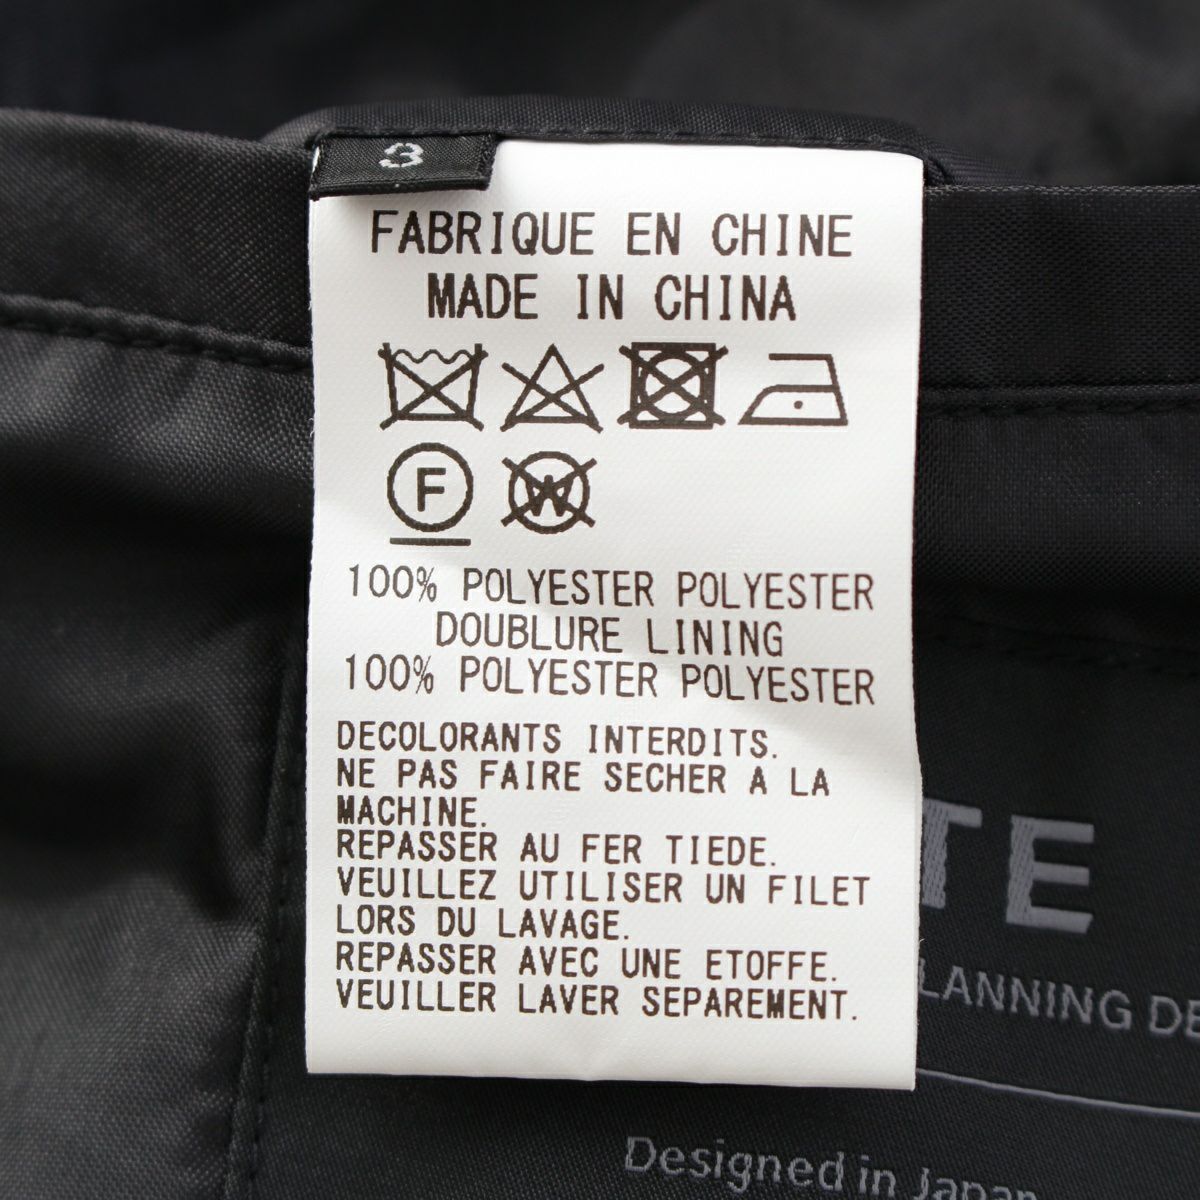 3
FABRIQUE EN CHINE
MADE IN CHINA
F W
100% POLYESTER POLYESTER
DOUBLURE LINING
100% POLYESTER POLYESTER
DECOLORANTS INTERDITS.
NE PAS FAIRE SECHER A LA
MACHINE.
REPASSER AU FER TIEDE.
VEUILLEZ UTILISER UN FILET
LORS DU LAVAGE.
REPASSER AVEC UNE ETOFFE.
VEUILLER LAVER SEPAREMENT.
TE
LANNING DE
Designed in Japan